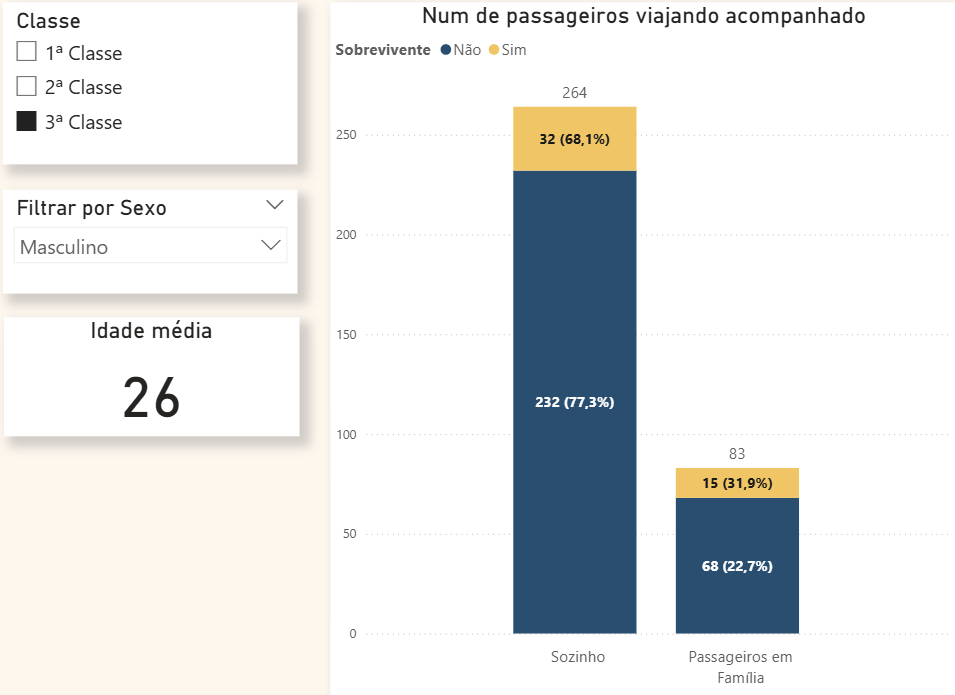 Classe
1ª Classe
2ª Classe
3ª Classe
Filtrar por Sexo
Masculino
Idade média
26
Num de passageiros viajando acompanhado
Sobrevivente Não Sim
264
250
32 (68,1%)
200
150
232 (77,3%)
100
83
15 (31,9%)
50
68 (22,7%)
0
Sozinho
Passageiros em
Família